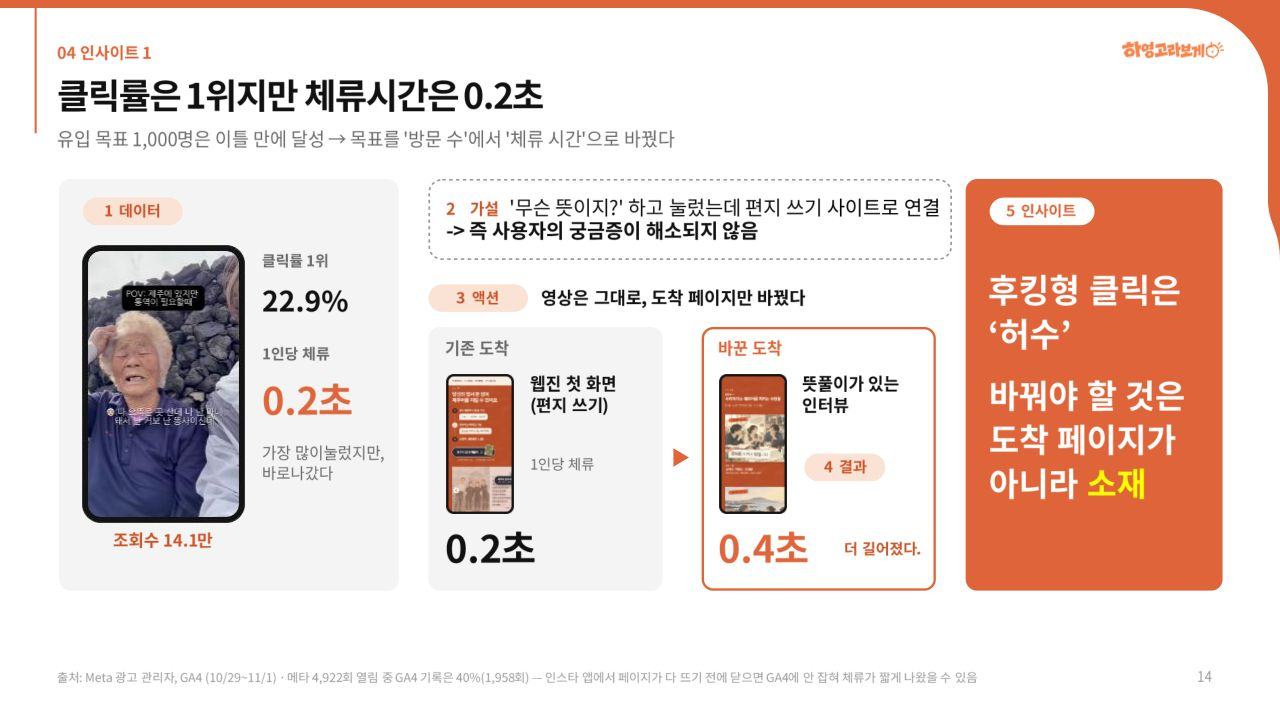 04 인사이트 1
하영고라보게
클릭률은 1위지만 체류시간은 0.2초
유입 목표 1,000명은 이틀 만에 달성 → 목표를 '방문 수'에서 '체류 시간'으로 바꿨다
1 데이터
POV: 제주에 있지만
통역이 필요할때
클릭률 1위
22.9%
1인당 체류
0.2초
가장 많이눌렀지만,
바로나갔다
조회수 14.1만
2 가설 '무슨 뜻이지?' 하고 눌렀는데 편지 쓰기 사이트로 연결
-> 즉 사용자의 궁금증이 해소되지 않음
3 액션 영상은 그대로, 도착 페이지만 바꿨다
기존 도착
웹진 첫 화면
(편지 쓰기)
1인당 체류
0.2초
바꾼 도착
뜻풀이가 있는
인터뷰
4 결과
0.4초
더 길어졌다.
5 인사이트
후킹형 클릭은
‘허수’
바꿔야 할 것은
도착 페이지가
아니라 소재
출처: Meta 광고 관리자, GA4 (10/29~11/1) · 메타 4,922회 열림 중 GA4 기록은 40%(1,958회) — 인스타 앱에서 페이지가 다 뜨기 전에 닫으면 GA4에 안 잡혀 체류가 짧게 나왔을 수 있음
14